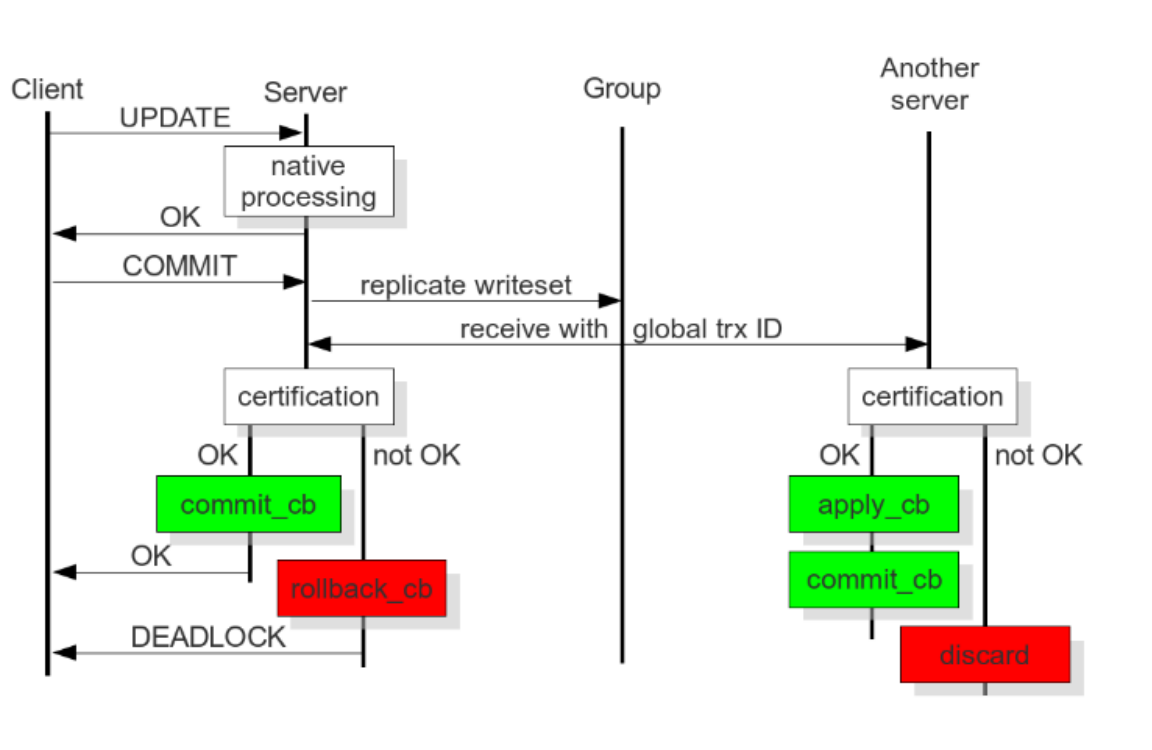 Client
Server
Group
Another
server
UPDATE
native
processing
OK
COMMIT
replicate writeset
receive with global trx ID
certification
certification
OK
not OK
OK
not OK
commit_cb
apply_cb
OK
rollback_cb
commit_cb
DEADLOCK
discard